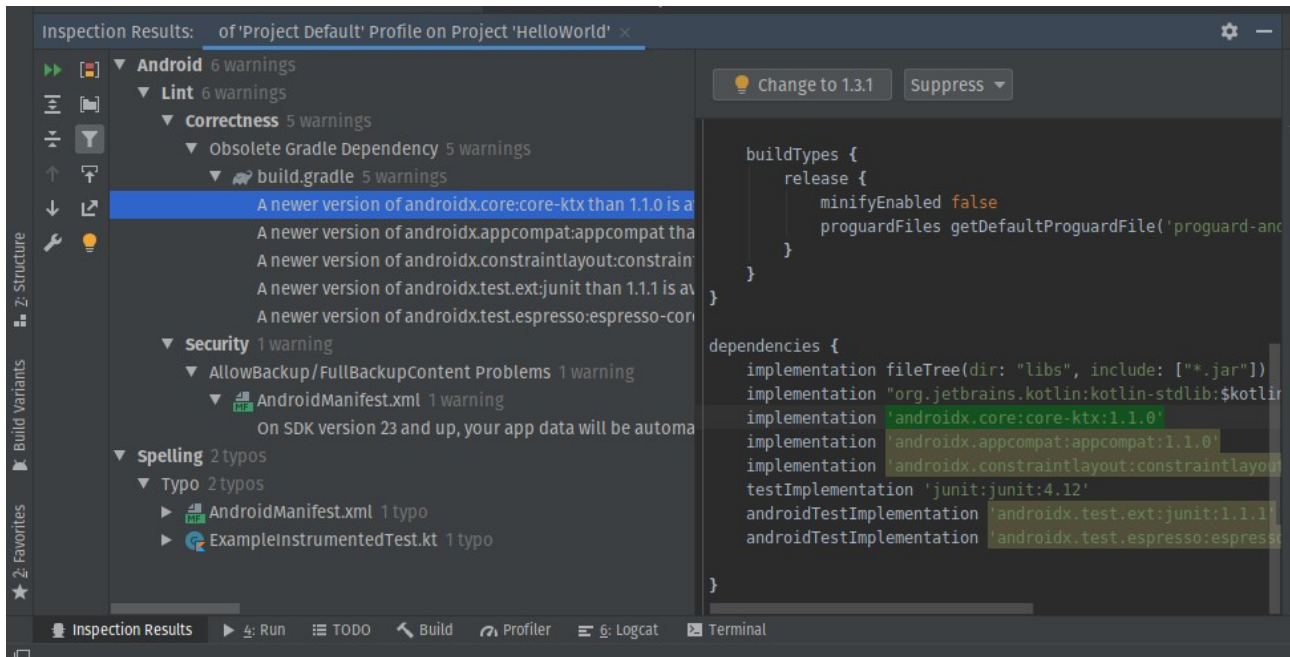 Inspection Results: of 'Project Default' Profile on Project 'HelloWorld'
Android 6 warnings
Lint 6 warnings
Correctness 5 warnings
Obsolete Gradle Dependency 5 warnings
build.gradle 5 warnings
A newer version of androidx.core:core-ktx than 1.1.0 is a
A newer version of androidx.appcompat:appcompat tha
A newer version of androidx.constraintlayout:constrain
A newer version of androidx.test.ext:junit than 1.1.1 is av
A newer version of androidx.test.espresso:espresso-cor
Security 1 warning
AllowBackup/FullBackupContent Problems 1 warning
MF AndroidManifest.xml 1 warning
On SDK version 23 and up, your app data will be automa
Spelling 2 typos
Typo 2 typos
MF AndroidManifest.xml 1 typo
ExampleInstrumentedTest.kt 1 typo
Change to 1.3.1 Suppress
buildTypes {
release {
minifyEnabled false
proguardFiles getDefaultProguardFile('proguard-and
}
}
}
dependencies {
implementation fileTree(dir: "libs", include: ["*.jar"])
implementation "org.jetbrains.kotlin:kotlin-stdlib:$kotlin
implementation 'androidx.core:core-ktx:1.1.0'
implementation 'androidx.appcompat:appcompat:1.1.0'
implementation 'androidx.constraintlayout:constraintlayout
testImplementation 'junit:junit:4.12'
androidTestImplementation 'androidx.test.ext:junit:1.1.1'
androidTestImplementation 'androidx.test.espresso:espresso
}
Z: Structure
Build Variants
2: Favorites
Inspection Results 4: Run TODO Build Profiler 6: Logcat Terminal